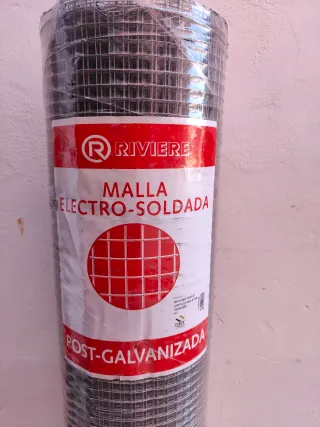 R RIVIERE
MALLA
ELECTRO-SOLDADA
POST-GALVANIZADA